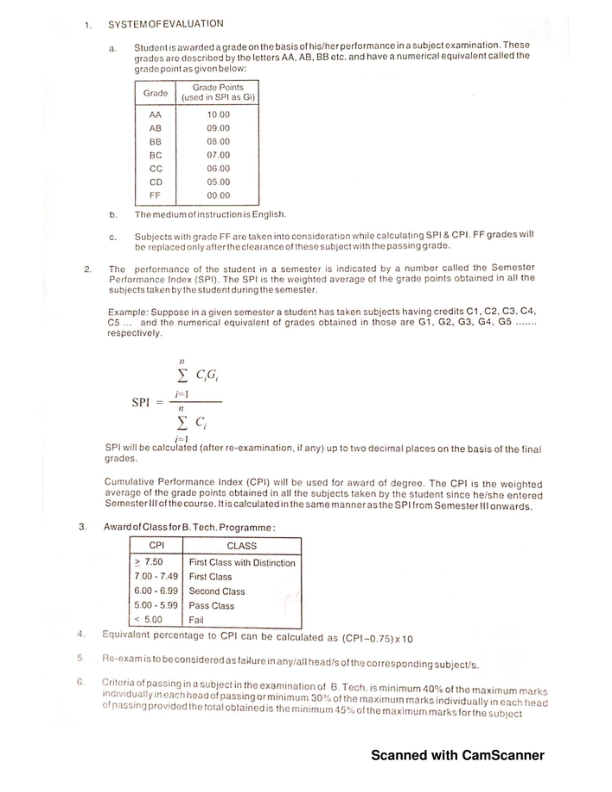 1. SYSTEM OF EVALUATION
a. Student is awarded a grade on the basis of his/her performance in a subject examination. These
grades are described by the letters AA, AB, BB etc. and have a numerical equivalent called the
grade point as given below:
Grade Grade Points
(used in SPI as Gi)
AA 10.00
AB 09.00
BB 08.00
BC 07.00
CC 06.00
CD 05.00
FF 00.00
b. The medium of instruction is English.
c. Subjects with grade FF are taken into consideration while calculating SPI & CPI. FF grades will
be replaced only after the clearance of these subject with the passing grade.
2. The performance of the student in a semester is indicated by a number called the Semester
Performance Index (SPI). The SPI is the weighted average of the grade points obtained in all the
subjects taken by the student during the semester.
Example: Suppose in a given semester a student has taken subjects having credits C1, C2, C3, C4,
C5 ... and the numerical equivalent of grades obtained in those are G1, G2, G3, G4, G5 .......
respectively.
n
∑ CᵢGᵢ
i=1
SPI =
n
∑ Cᵢ
i=1
SPI will be calculated (after re-examination, if any) up to two decimal places on the basis of the final
grades.
Cumulative Performance Index (CPI) will be used for award of degree. The CPI is the weighted
average of the grade points obtained in all the subjects taken by the student since he/she entered
Semester III of the course. It is calculated in the same manner as the SPI from Semester III onwards.
3. Award of Class for B. Tech. Programme:
CPI CLASS
≥ 7.50 First Class with Distinction
7.00 - 7.49 First Class
6.00 - 6.99 Second Class
5.00 - 5.99 Pass Class
< 5.00 Fail
4. Equivalent percentage to CPI can be calculated as (CPI–0.75) x 10
5. Re-exam is to be considered as failure in any/all head/s of the corresponding subject/s.
6. Criteria of passing in a subject in the examination of B. Tech. is minimum 40% of the maximum marks
individually in each head of passing or minimum 30% of the maximum marks individually in each head
of passing provided the total obtained is the minimum 45% of the maximum marks for the subject
Scanned with CamScanner